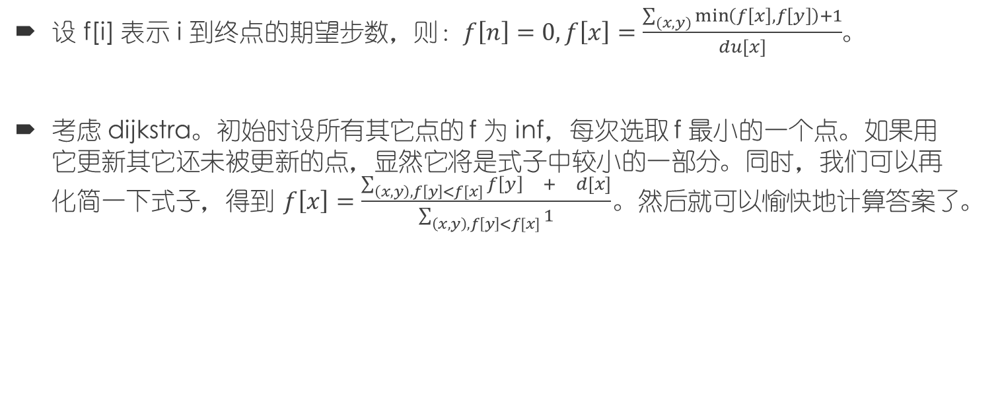 设 f[i] 表示 i 到终点的期望步数，则：f[n] = 0, f[x] = \frac{∑_{(x,y)} min(f[x],f[y])+1}{du[x]}。
考虑 dijkstra。初始时设所有其它点的 f 为 inf，每次选取 f 最小的一个点。如果用
它更新其它还未被更新的点，显然它将是式子中较小的一部分。同时，我们可以再
化简一下式子，得到 f[x] = \frac{∑_{(x,y),f[y]<f[x]} f[y] + d[x]}{∑_{(x,y),f[y]<f[x]} 1}。然后就可以愉快地计算答案了。